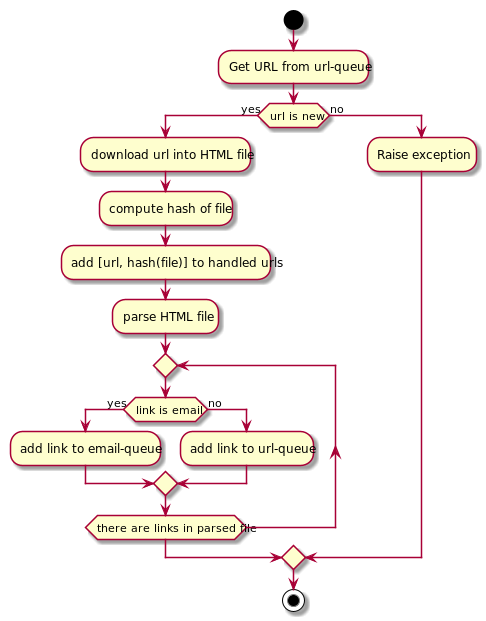 Get URL from url-queue
yes
url is new
no
download url into HTML file
Raise exception
compute hash of file
add [url, hash(file)] to handled urls
parse HTML file
yes
link is email
no
add link to email-queue
add link to url-queue
there are links in parsed file